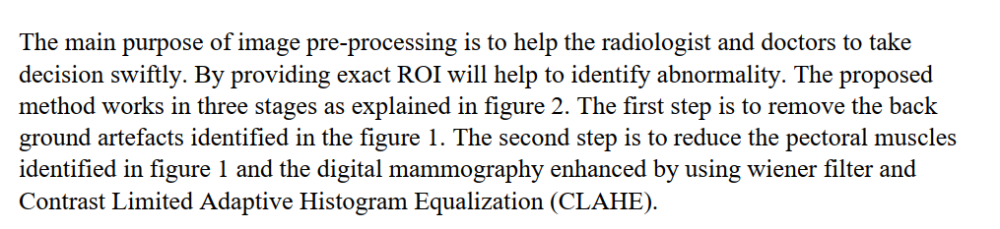 The main purpose of image pre-processing is to help the radiologist and doctors to take
decision swiftly. By providing exact ROI will help to identify abnormality. The proposed
method works in three stages as explained in figure 2. The first step is to remove the back
ground artefacts identified in the figure 1. The second step is to reduce the pectoral muscles
identified in figure 1 and the digital mammography enhanced by using wiener filter and
Contrast Limited Adaptive Histogram Equalization (CLAHE).